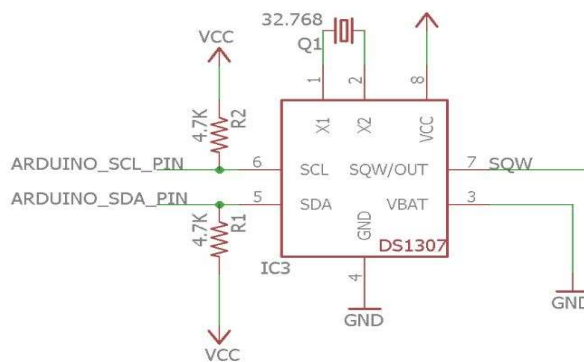 32.768
Q1
VCC
1
2
8
X1
X2
VCC
4.7K
R2
ARDUINO_SCL_PIN
6
SCL
SQW/OUT
7
SQW
ARDUINO_SDA_PIN
5
SDA
VBAT
3
4.7K
R1
GND
DS1307
IC3
4
GND
GND
VCC